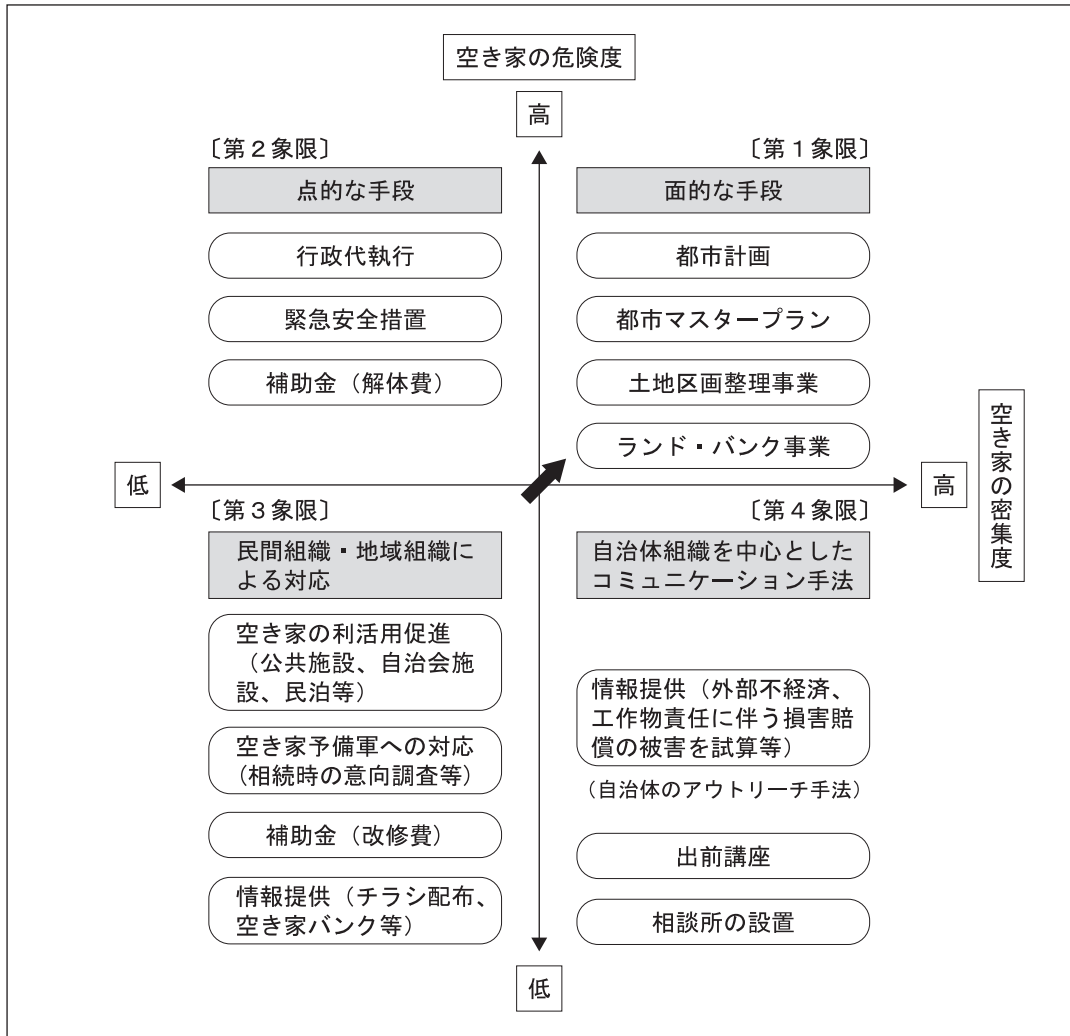 空き家の危険度
高
〔第２象限〕
点的な手段
行政代執行
緊急安全措置
補助金（解体費）
〔第１象限〕
面的な手段
都市計画
都市マスタープラン
土地区画整理事業
ランド・バンク事業
低
高
空き家の密集度
〔第３象限〕
民間組織・地域組織に
よる対応
空き家の利活用促進
（公共施設、自治会施
設、民泊等）
空き家予備軍への対応
（相続時の意向調査等）
補助金（改修費）
情報提供（チラシ配布、
空き家バンク等）
〔第４象限〕
自治体組織を中心とした
コミュニケーション手法
情報提供（外部不経済、
工作物責任に伴う損害賠
償の被害を試算等）
（自治体のアウトリーチ手法）
出前講座
相談所の設置
低